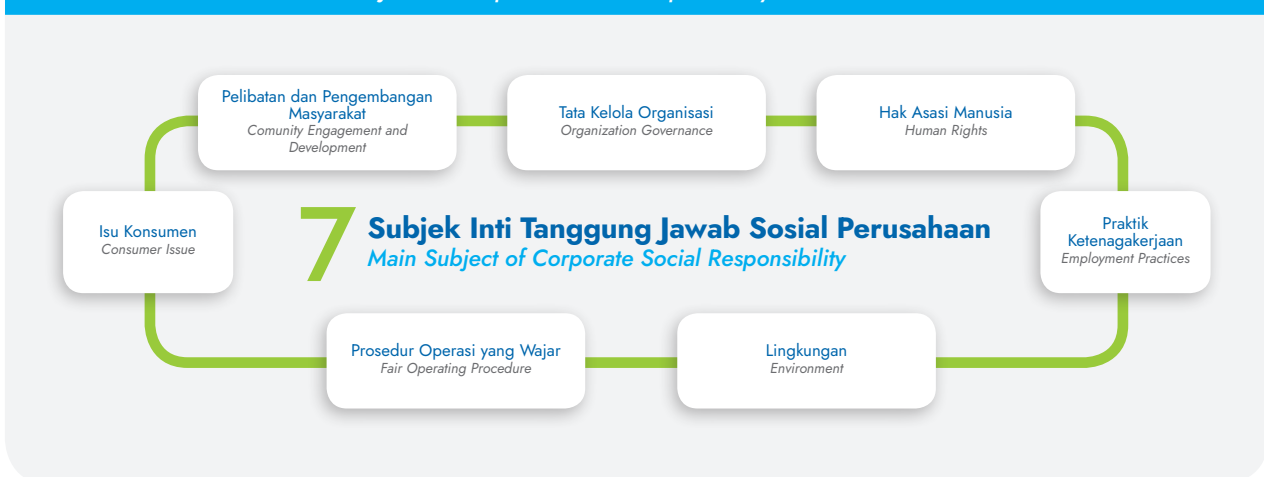 Pelibatan dan Pengembangan
Masyarakat
Comunity Engagement and
Development
Tata Kelola Organisasi
Organization Governance
Hak Asasi Manusia
Human Rights
Isu Konsumen
Consumer Issue
7
Subjek Inti Tanggung Jawab Sosial Perusahaan
Main Subject of Corporate Social Responsibility
Praktik
Ketenagakerjaan
Employment Practices
Prosedur Operasi yang Wajar
Fair Operating Procedure
Lingkungan
Environment